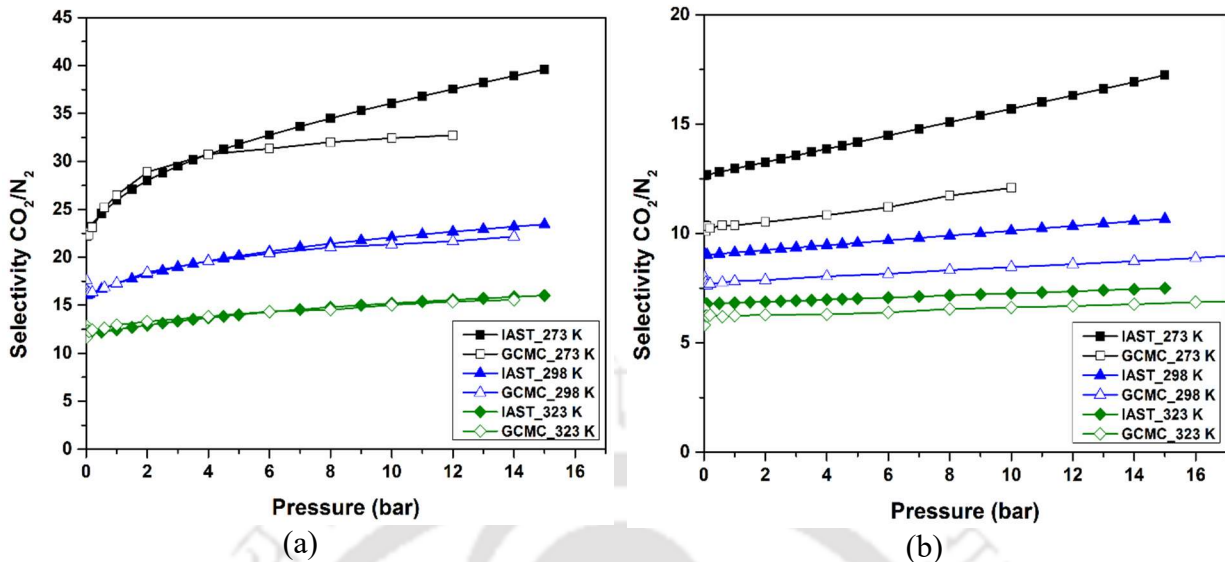 45
40
35
30
25
20
15
10
5
0
Selectivity CO₂/N₂
IAST_273 K
GCMC_273 K
IAST_298 K
GCMC_298 K
IAST_323 K
GCMC_323 K
0 2 4 6 8 10 12 14 16
Pressure (bar)
(a)
20
15
10
5
0
Selectivity CO₂/N₂
IAST_273 K
GCMC_273 K
IAST_298 K
GCMC_298 K
IAST_323 K
GCMC_323 K
0 2 4 6 8 10 12 14 16
Pressure (bar)
(b)